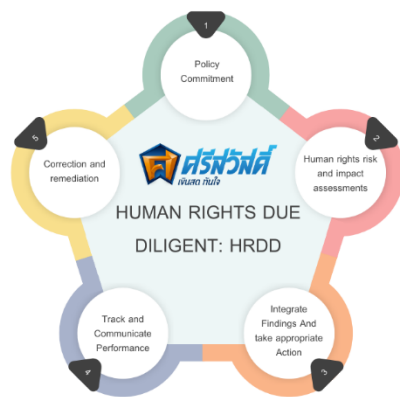 1
Policy
Commitment
2
Human rights risk
and impact
assessments
3
Integrate
Findings And
take appropriate
Action
4
Track and
Communicate
Performance
5
Correction and
remediation
ศรีสวัสดิ์
เงินสด ทันใจ
HUMAN RIGHTS DUE
DILIGENT: HRDD